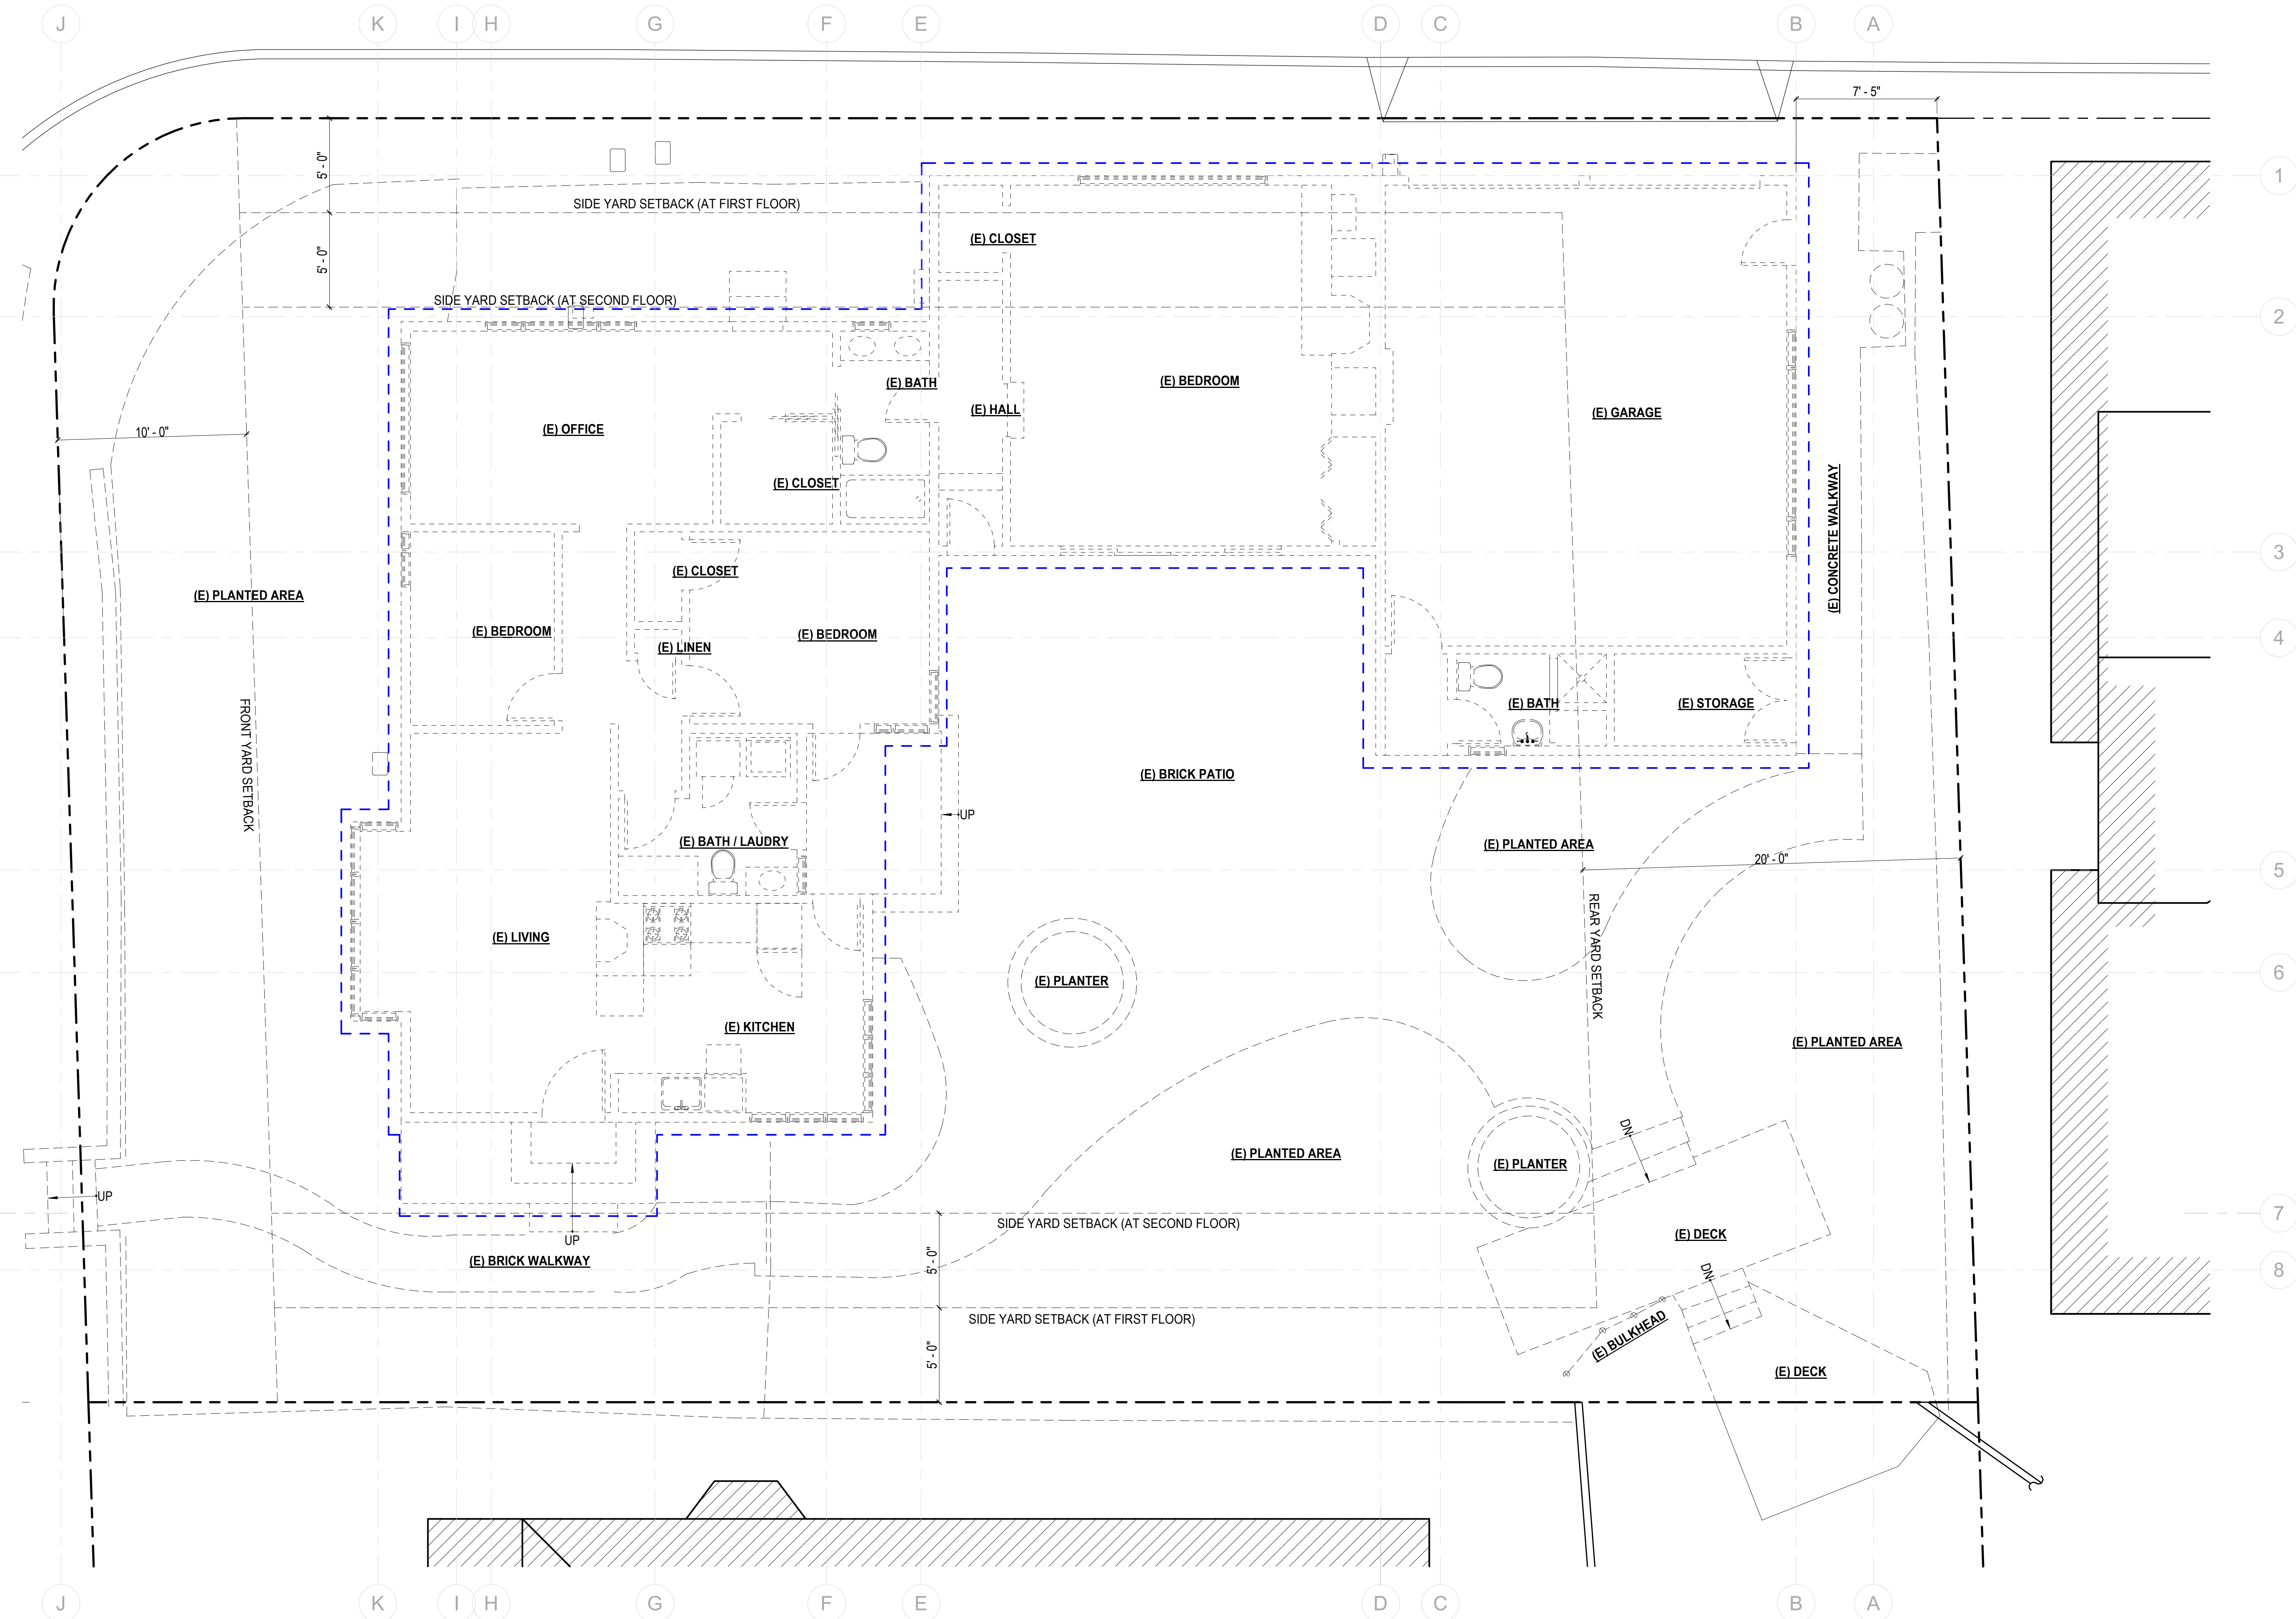 J K I H G F E D C B A
7' - 5"
1
5' - 0"
SIDE YARD SETBACK (AT FIRST FLOOR)
(E) CLOSET
5' - 0"
SIDE YARD SETBACK (AT SECOND FLOOR)
2
(E) BATH
(E) BEDROOM
(E) HALL
(E) GARAGE
(E) OFFICE
10' - 0"
(E) CLOSET
(E) CONCRETE WALKWAY
3
(E) CLOSET
(E) PLANTED AREA
(E) BEDROOM
(E) BEDROOM
4
(E) LINEN
(E) BATH
(E) STORAGE
FRONT YARD SETBACK
(E) BRICK PATIO
UP
(E) BATH / LAUDRY
(E) PLANTED AREA
20' - 0"
5
REAR YARD SETBACK
(E) LIVING
6
(E) PLANTER
(E) KITCHEN
(E) PLANTED AREA
DN
(E) PLANTED AREA
(E) PLANTER
UP
7
SIDE YARD SETBACK (AT SECOND FLOOR)
(E) DECK
UP
(E) BRICK WALKWAY
5' - 0"
DN
8
SIDE YARD SETBACK (AT FIRST FLOOR)
(E) BULKHEAD
5' - 0"
(E) DECK
J K I H G F E D C B A